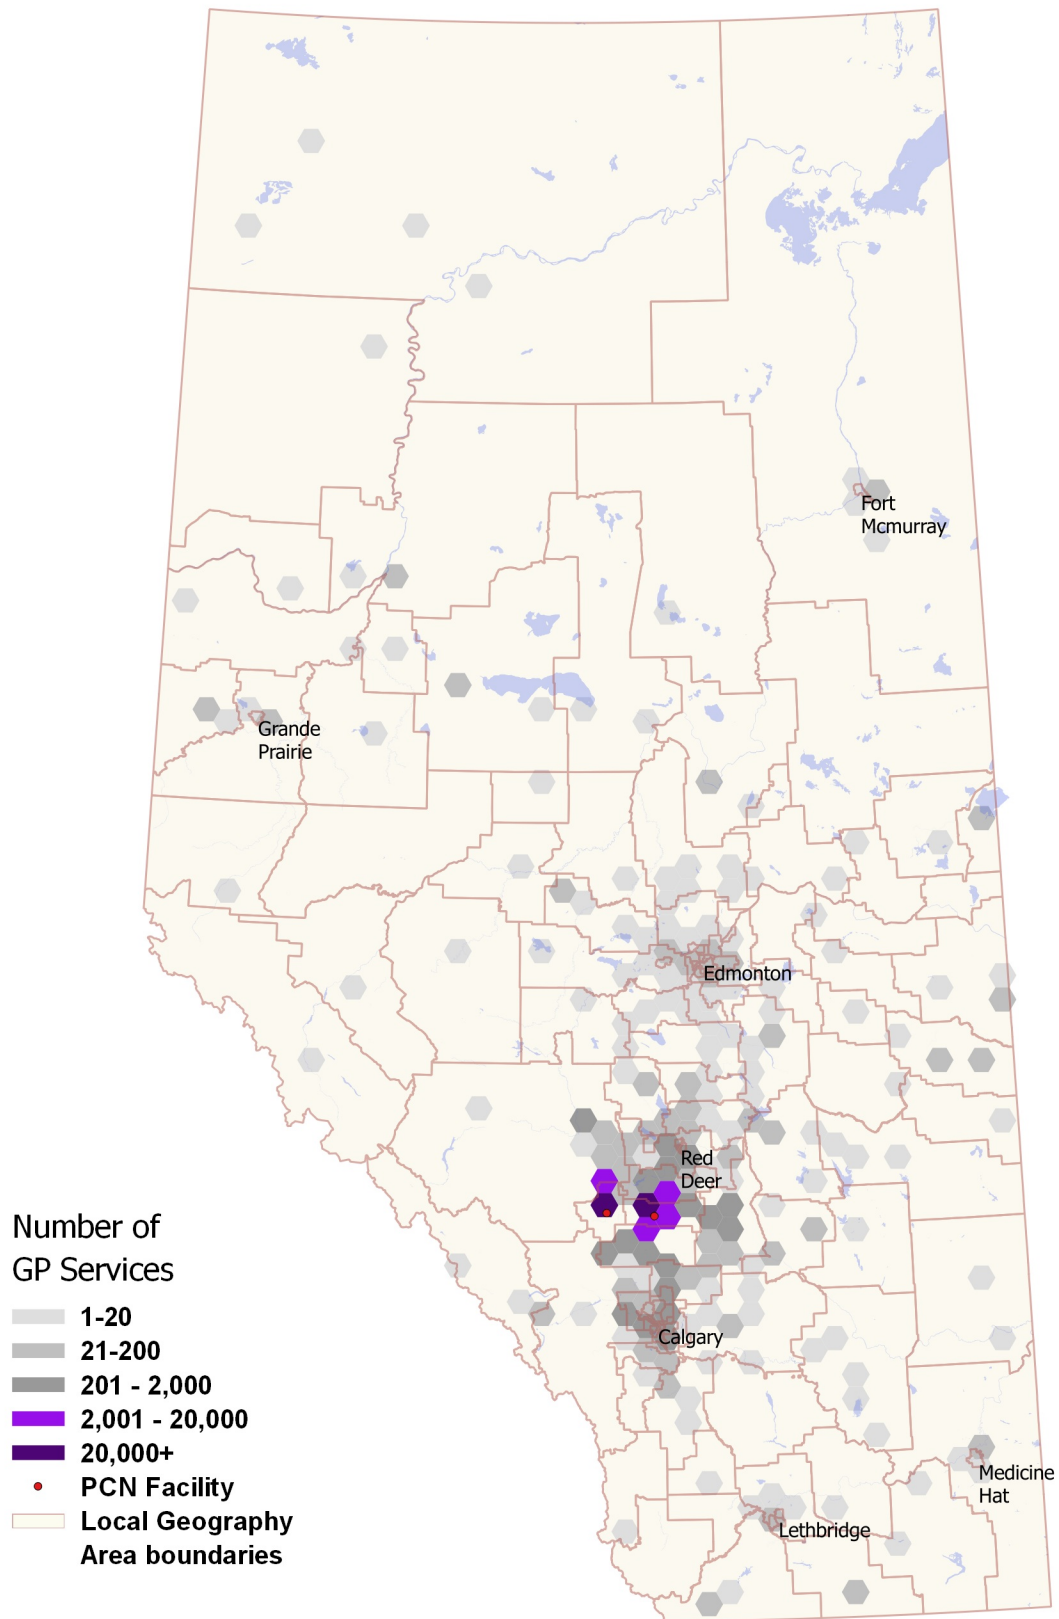 Fort
Mcmurray
Grande
Prairie
Edmonton
Red
Deer
Number of
GP Services
1-20
21-200
201 - 2,000
2,001 - 20,000
20,000+
PCN Facility
Local Geography
Area boundaries
Calgary
Medicine
Hat
Lethbridge